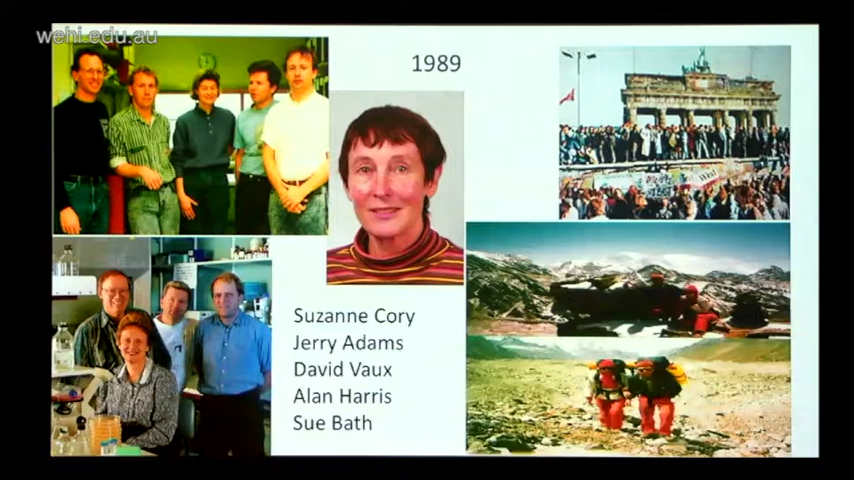 wehi.edu.au
1989
Suzanne Cory
Jerry Adams
David Vaux
Alan Harris
Sue Bath